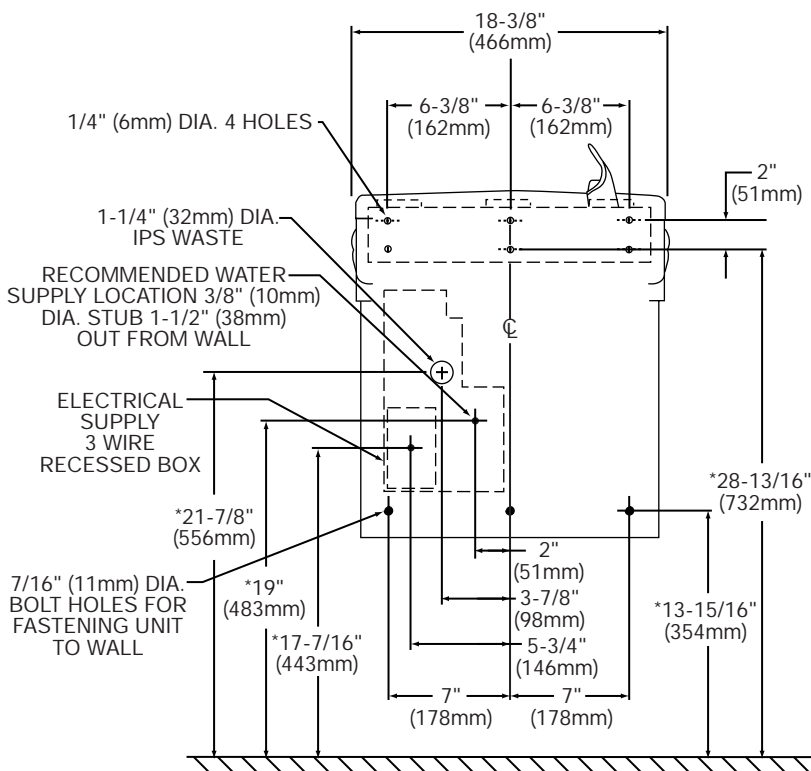 18-3/8"
(466mm)
6-3/8"
(162mm)
6-3/8"
(162mm)
1/4" (6mm) DIA. 4 HOLES
2"
(51mm)
1-1/4" (32mm) DIA.
IPS WASTE
RECOMMENDED WATER
SUPPLY LOCATION 3/8" (10mm)
DIA. STUB 1-1/2" (38mm)
OUT FROM WALL
CL
ELECTRICAL
SUPPLY
3 WIRE
RECESSED BOX
*28-13/16"
(732mm)
*21-7/8"
(556mm)
2"
(51mm)
7/16" (11mm) DIA.
BOLT HOLES FOR
FASTENING UNIT
TO WALL
*19"
(483mm)
3-7/8"
(98mm)
*13-15/16"
(354mm)
*17-7/16"
(443mm)
5-3/4"
(146mm)
7"
(178mm)
7"
(178mm)